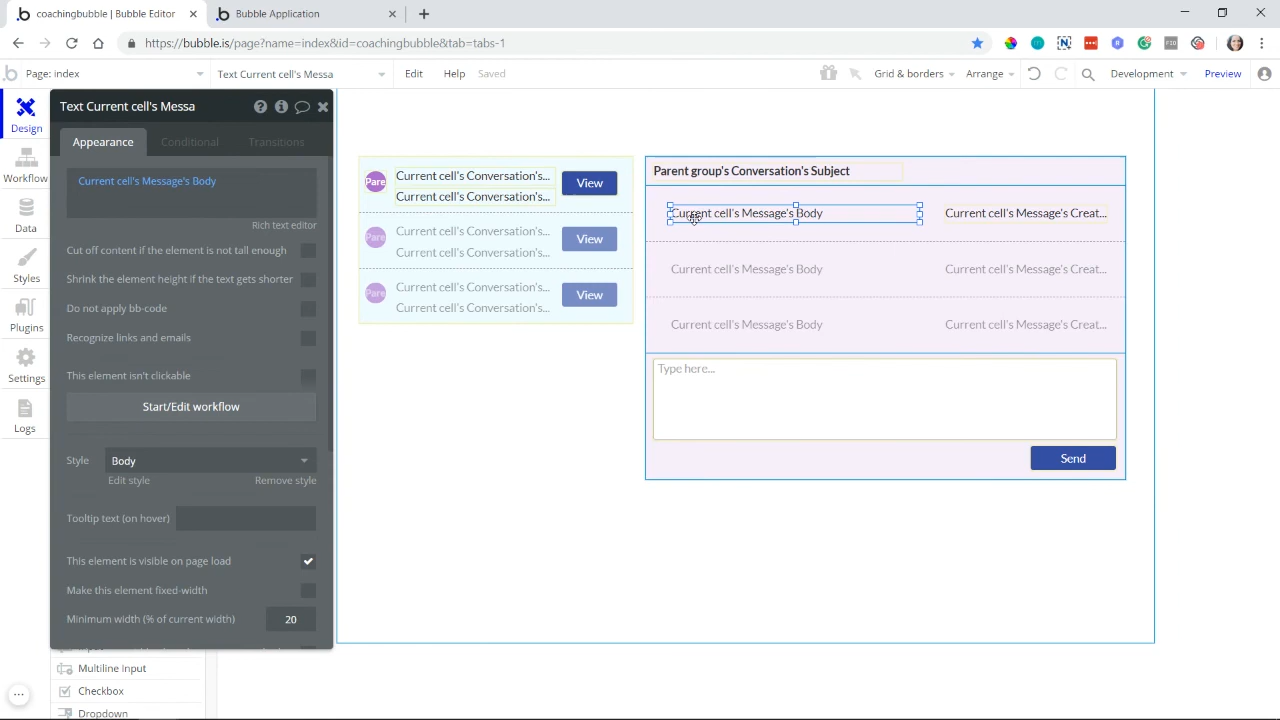 coachingbubble | Bubble Editor
Bubble Application
https://bubble.is/page?name=index&id=coachingbubble&tab=tabs-1
Page: index
Text Current cell's Messa
Edit
Help
Saved
Grid & borders
Arrange
Development
Preview
Design
Workflow
Data
Styles
Plugins
Settings
Logs
Text Current cell's Messa
Appearance
Conditional
Transitions
Current cell's Message's Body
Rich text editor
Cut off content if the element is not tall enough
Shrink the element height if the text gets shorter
Do not apply bb-code
Recognize links and emails
This element isn't clickable
Start/Edit workflow
Style
Body
Edit style
Remove style
Tooltip text (on hover)
This element is visible on page load
Make this element fixed-width
Minimum width (% of current width)
20
Multiline Input
Checkbox
Dropdown
Pare
Current cell's Conversation's...
Current cell's Conversation's...
View
Pare
Current cell's Conversation's...
Current cell's Conversation's...
View
Pare
Current cell's Conversation's...
Current cell's Conversation's...
View
Parent group's Conversation's Subject
Current cell's Message's Body
Current cell's Message's Creat...
Current cell's Message's Body
Current cell's Message's Creat...
Current cell's Message's Body
Current cell's Message's Creat...
Type here...
Send